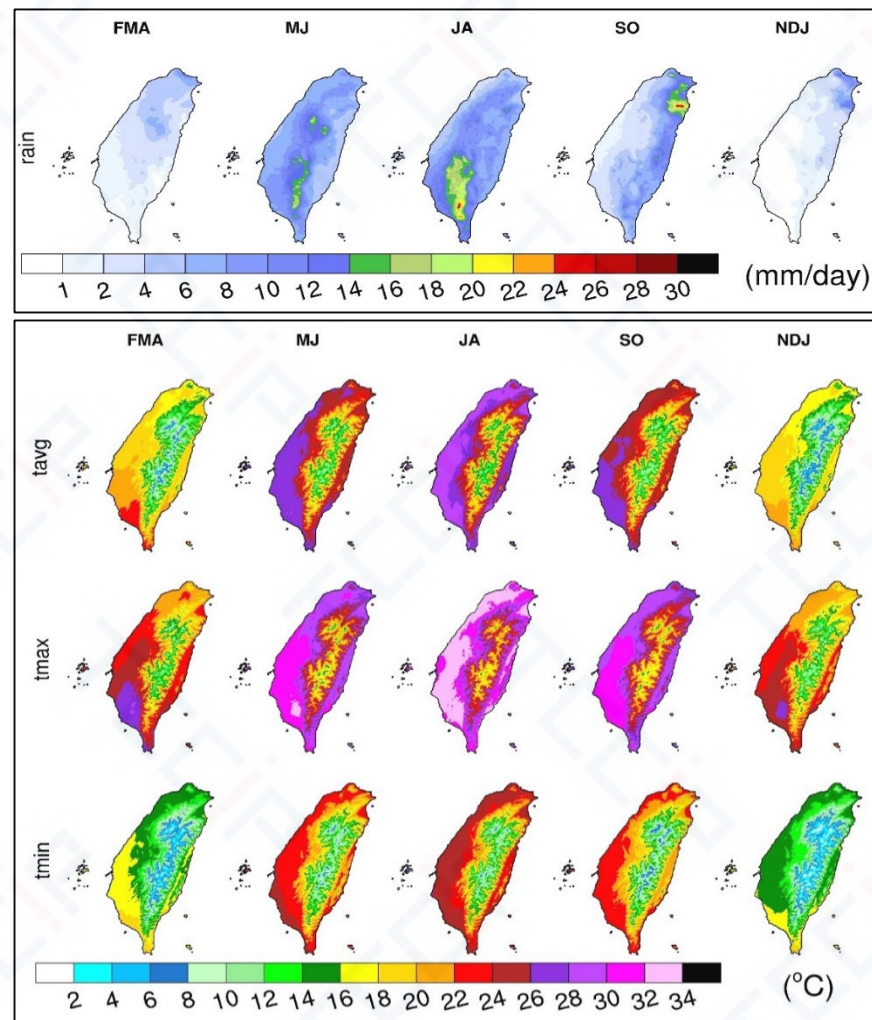 FMA MJ JA SO NDJ
rain
1 2 4 6 8 10 12 14 16 18 20 22 24 26 28 30 (mm/day)
FMA MJ JA SO NDJ
tavg
tmax
tmin
2 4 6 8 10 12 14 16 18 20 22 24 26 28 30 32 34 (°C)